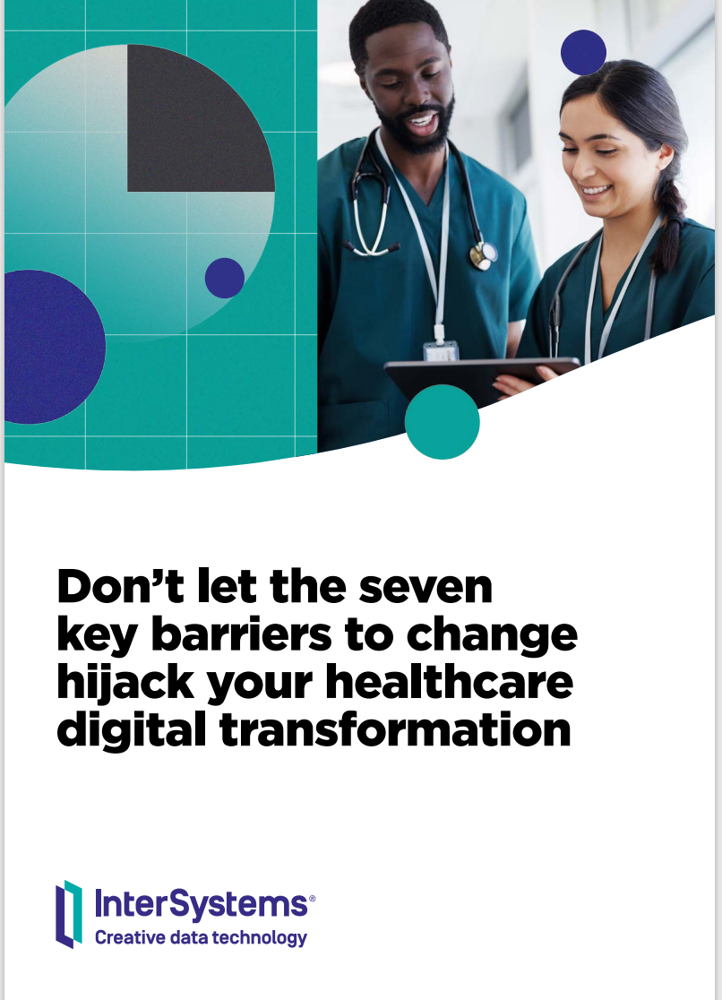 Don’t let the seven
key barriers to change
hijack your healthcare
digital transformation
InterSystems®
Creative data technology